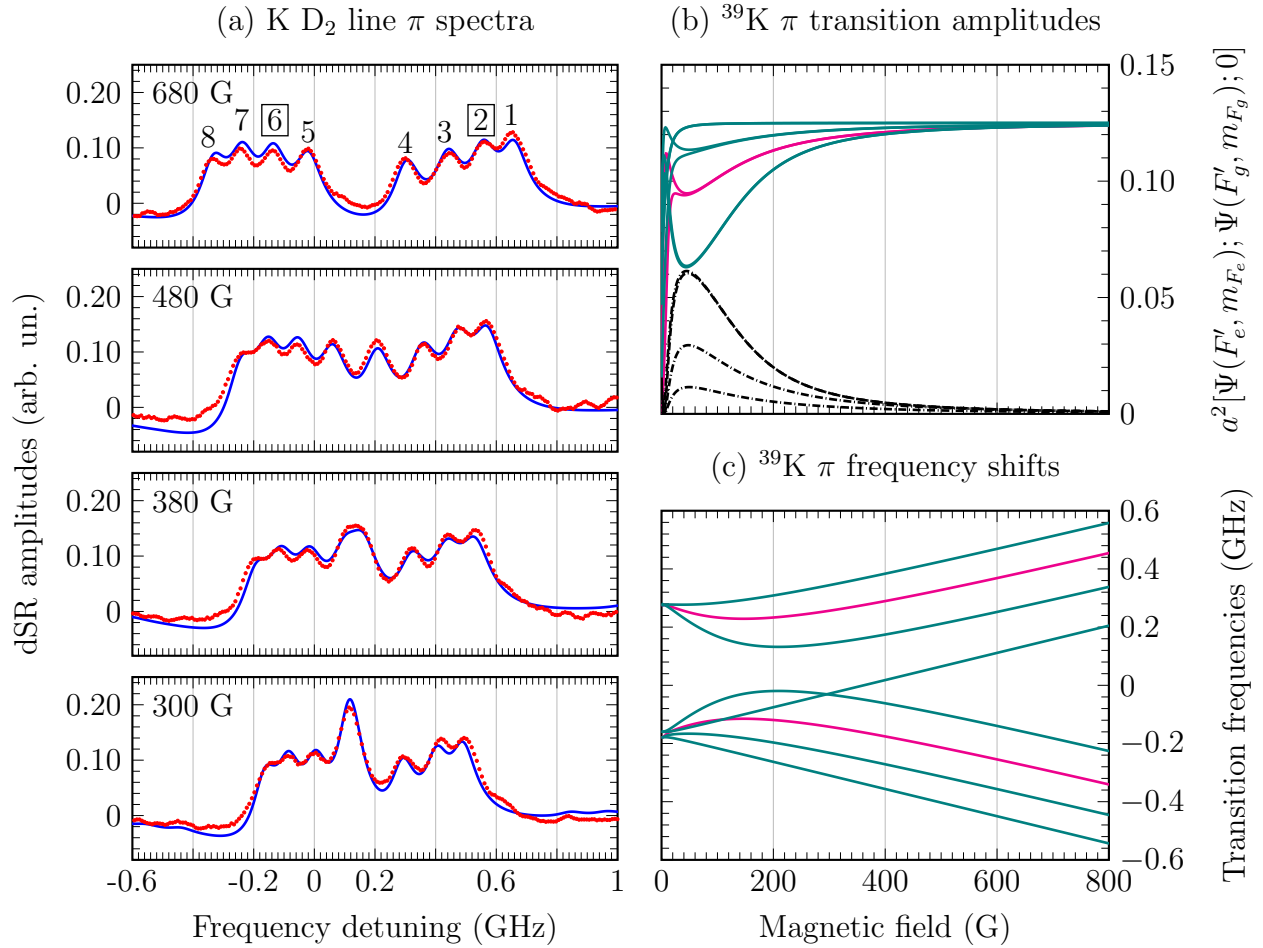 (a) K D₂ line π spectra
680 G
8 7 6 5 4 3 2 1
0.20
0.10
0
480 G
0.20
0.10
0
380 G
0.20
0.10
0
300 G
0.20
0.10
0
-0.6 -0.2 0 0.2 0.6 1
Frequency detuning (GHz)
dSR amplitudes (arb. un.)
(b) ³⁹K π transition amplitudes
0.15
0.10
0.05
0
a²[Ψ(F′ₑ, m_Fₑ); Ψ(F′_g, m_F_g); 0]
(c) ³⁹K π frequency shifts
0.6
0.4
0.2
0
−0.2
−0.4
−0.6
0 200 400 600 800
Magnetic field (G)
Transition frequencies (GHz)